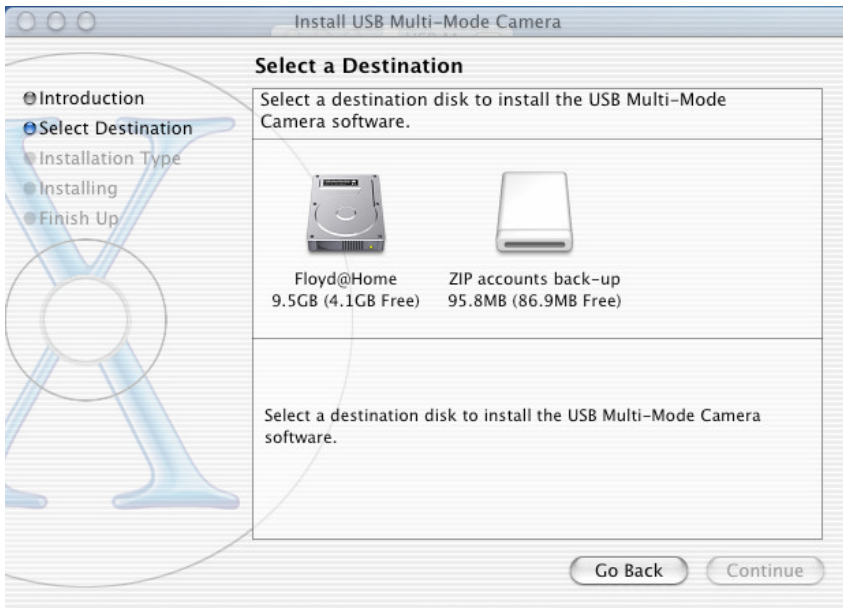 Install USB Multi-Mode Camera
Select a Destination
Introduction
Select Destination
Installation Type
Installing
Finish Up
Select a destination disk to install the USB Multi-Mode
Camera software.
Floyd@Home
9.5GB (4.1GB Free)
ZIP accounts back-up
95.8MB (86.9MB Free)
Select a destination disk to install the USB Multi-Mode Camera
software.
Go Back
Continue